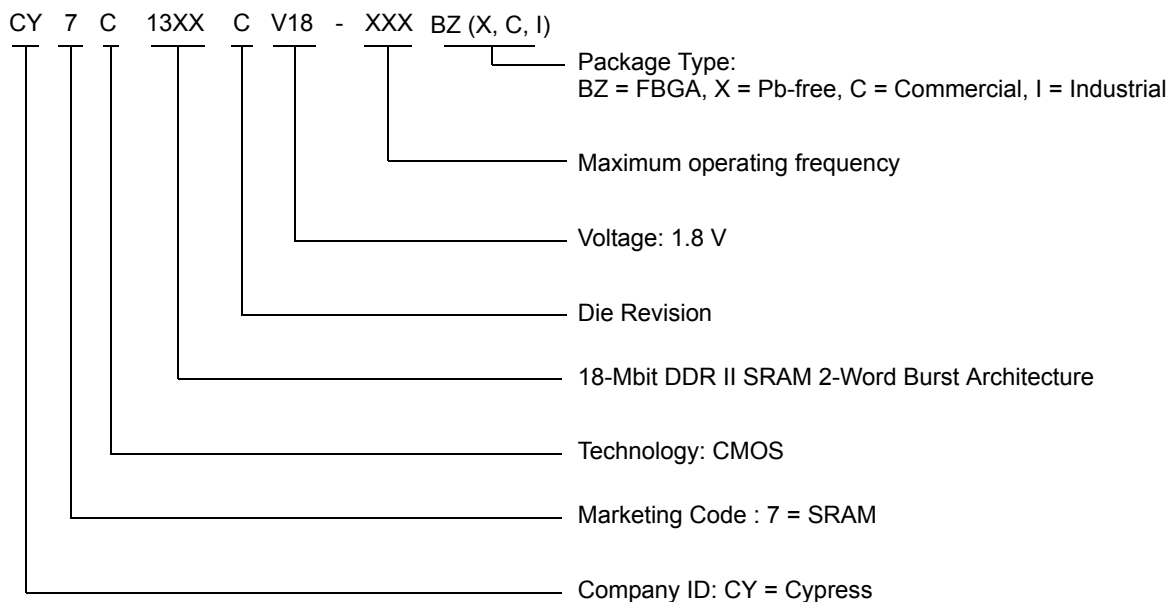 CY 7 C 13XX C V18 - XXX BZ (X, C, I)
Package Type:
BZ = FBGA, X = Pb-free, C = Commercial, I = Industrial
Maximum operating frequency
Voltage: 1.8 V
Die Revision
18-Mbit DDR II SRAM 2-Word Burst Architecture
Technology: CMOS
Marketing Code : 7 = SRAM
Company ID: CY = Cypress